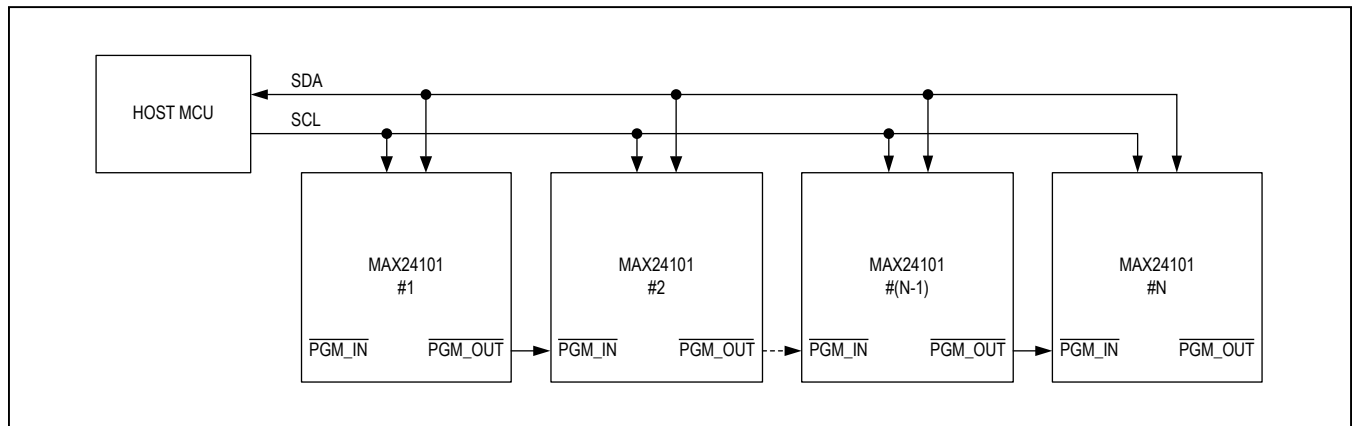 SDA
HOST MCU
SCL
MAX24101
#1
MAX24101
#2
MAX24101
#(N-1)
MAX24101
#N
PGM_IN PGM_OUT PGM_IN PGM_OUT PGM_IN PGM_OUT PGM_IN PGM_OUT